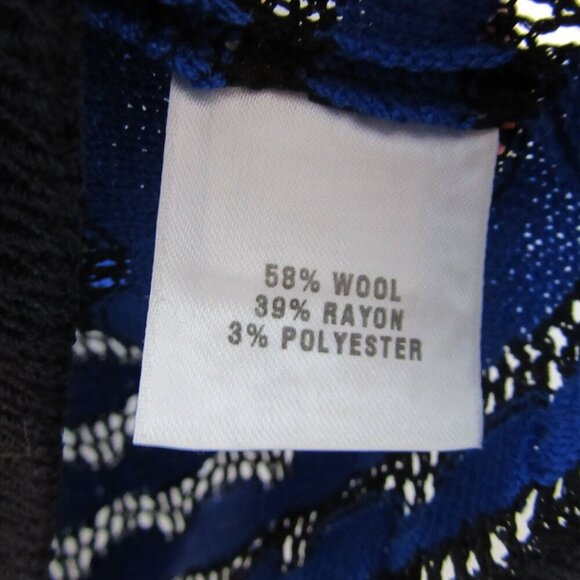 58% WOOL
39% RAYON
3% POLYESTER